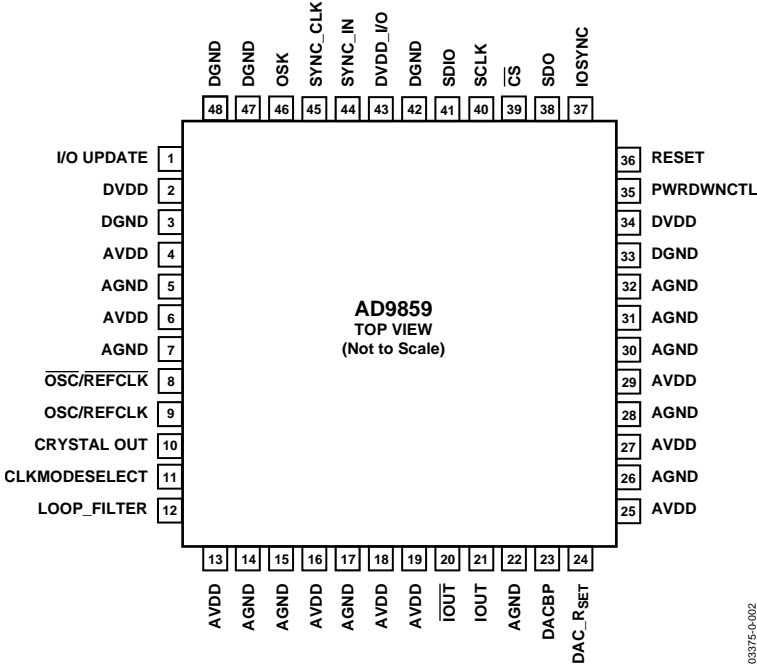 DGND
DGND
OSK
SYNC_CLK
SYNC_IN
DVDD_I/O
DGND
SDIO
SCLK
CS
SDO
IOSYNC
48 47 46 45 44 43 42 41 40 39 38 37
I/O UPDATE 1
DVDD 2
DGND 3
AVDD 4
AGND 5
AVDD 6
AGND 7
OSC/REFCLK 8
OSC/REFCLK 9
CRYSTAL OUT 10
CLKMODESELECT 11
LOOP_FILTER 12
AD9859
TOP VIEW
(Not to Scale)
36 RESET
35 PWRDWNCTL
34 DVDD
33 DGND
32 AGND
31 AGND
30 AGND
29 AVDD
28 AGND
27 AVDD
26 AGND
25 AVDD
13 14 15 16 17 18 19 20 21 22 23 24
AVDD
AGND
AGND
AVDD
AGND
AVDD
AVDD
IOUT
IOUT
AGND
DACBP
DAC_RSET
03375-0-002